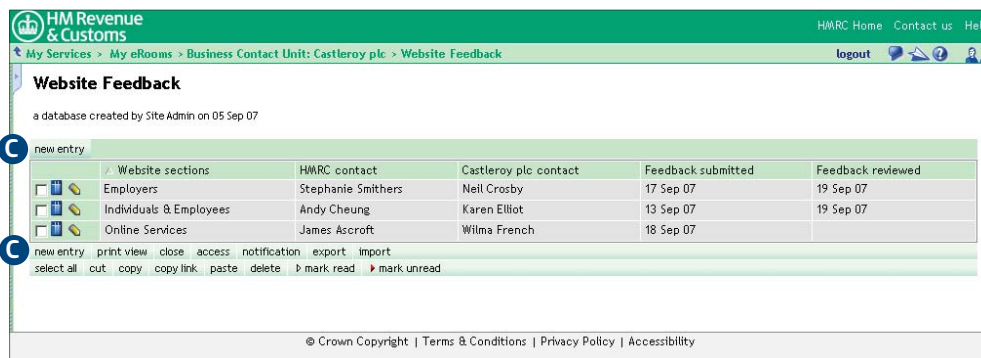 HM Revenue
& Customs
HMRC Home Contact us Hel
My Services > My eRooms > Business Contact Unit: Castleroy plc > Website Feedback
logout
Website Feedback
a database created by Site Admin on 05 Sep 07
C new entry
Website sections HMRC contact Castleroy plc contact Feedback submitted Feedback reviewed
Employers Stephanie Smithers Neil Crosby 17 Sep 07 19 Sep 07
Individuals & Employees Andy Cheung Karen Elliot 13 Sep 07 19 Sep 07
Online Services James Ascroft Wilma French 18 Sep 07
C new entry print view close access notification export import
select all cut copy copy link paste delete mark read mark unread
© Crown Copyright | Terms & Conditions | Privacy Policy | Accessibility